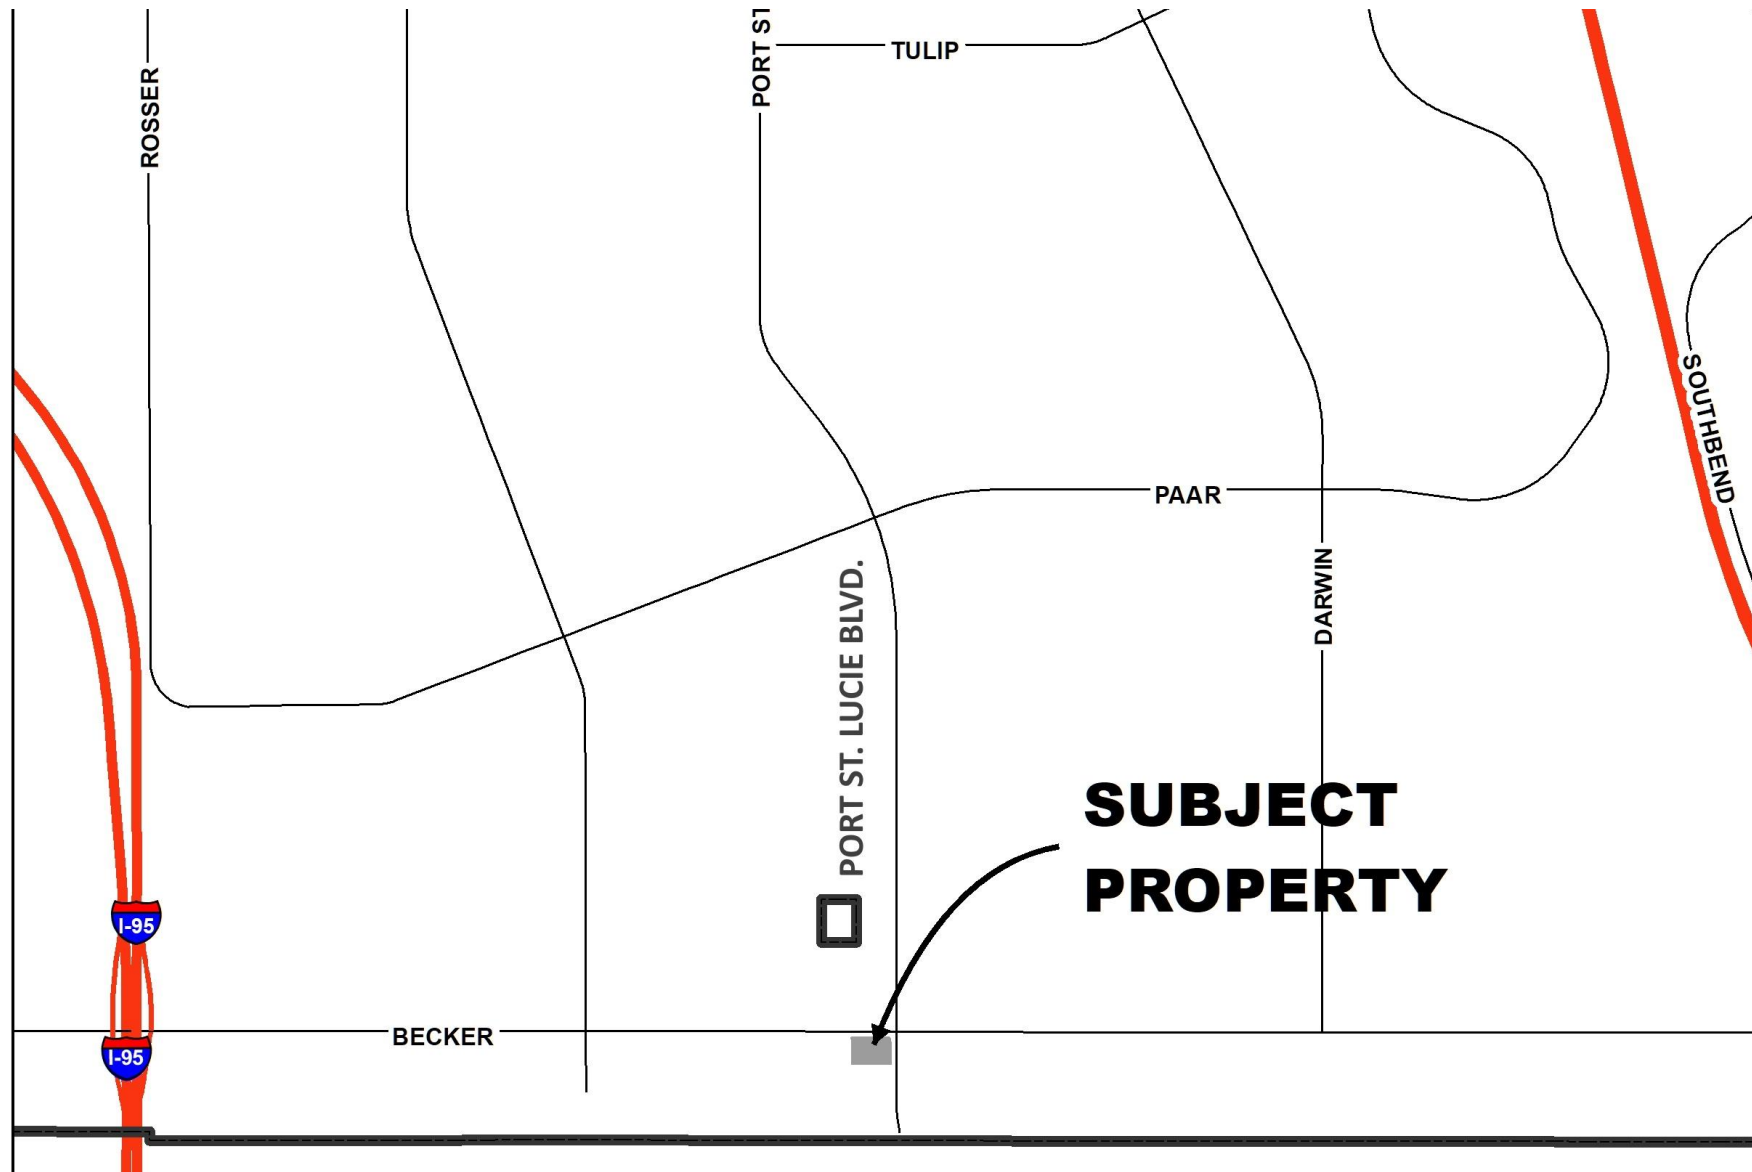 PORT ST
TULIP
ROSSER
SOUTHBEND
PAAR
DARWIN
PORT ST. LUCIE BLVD.
SUBJECT
PROPERTY
I-95
BECKER
I-95